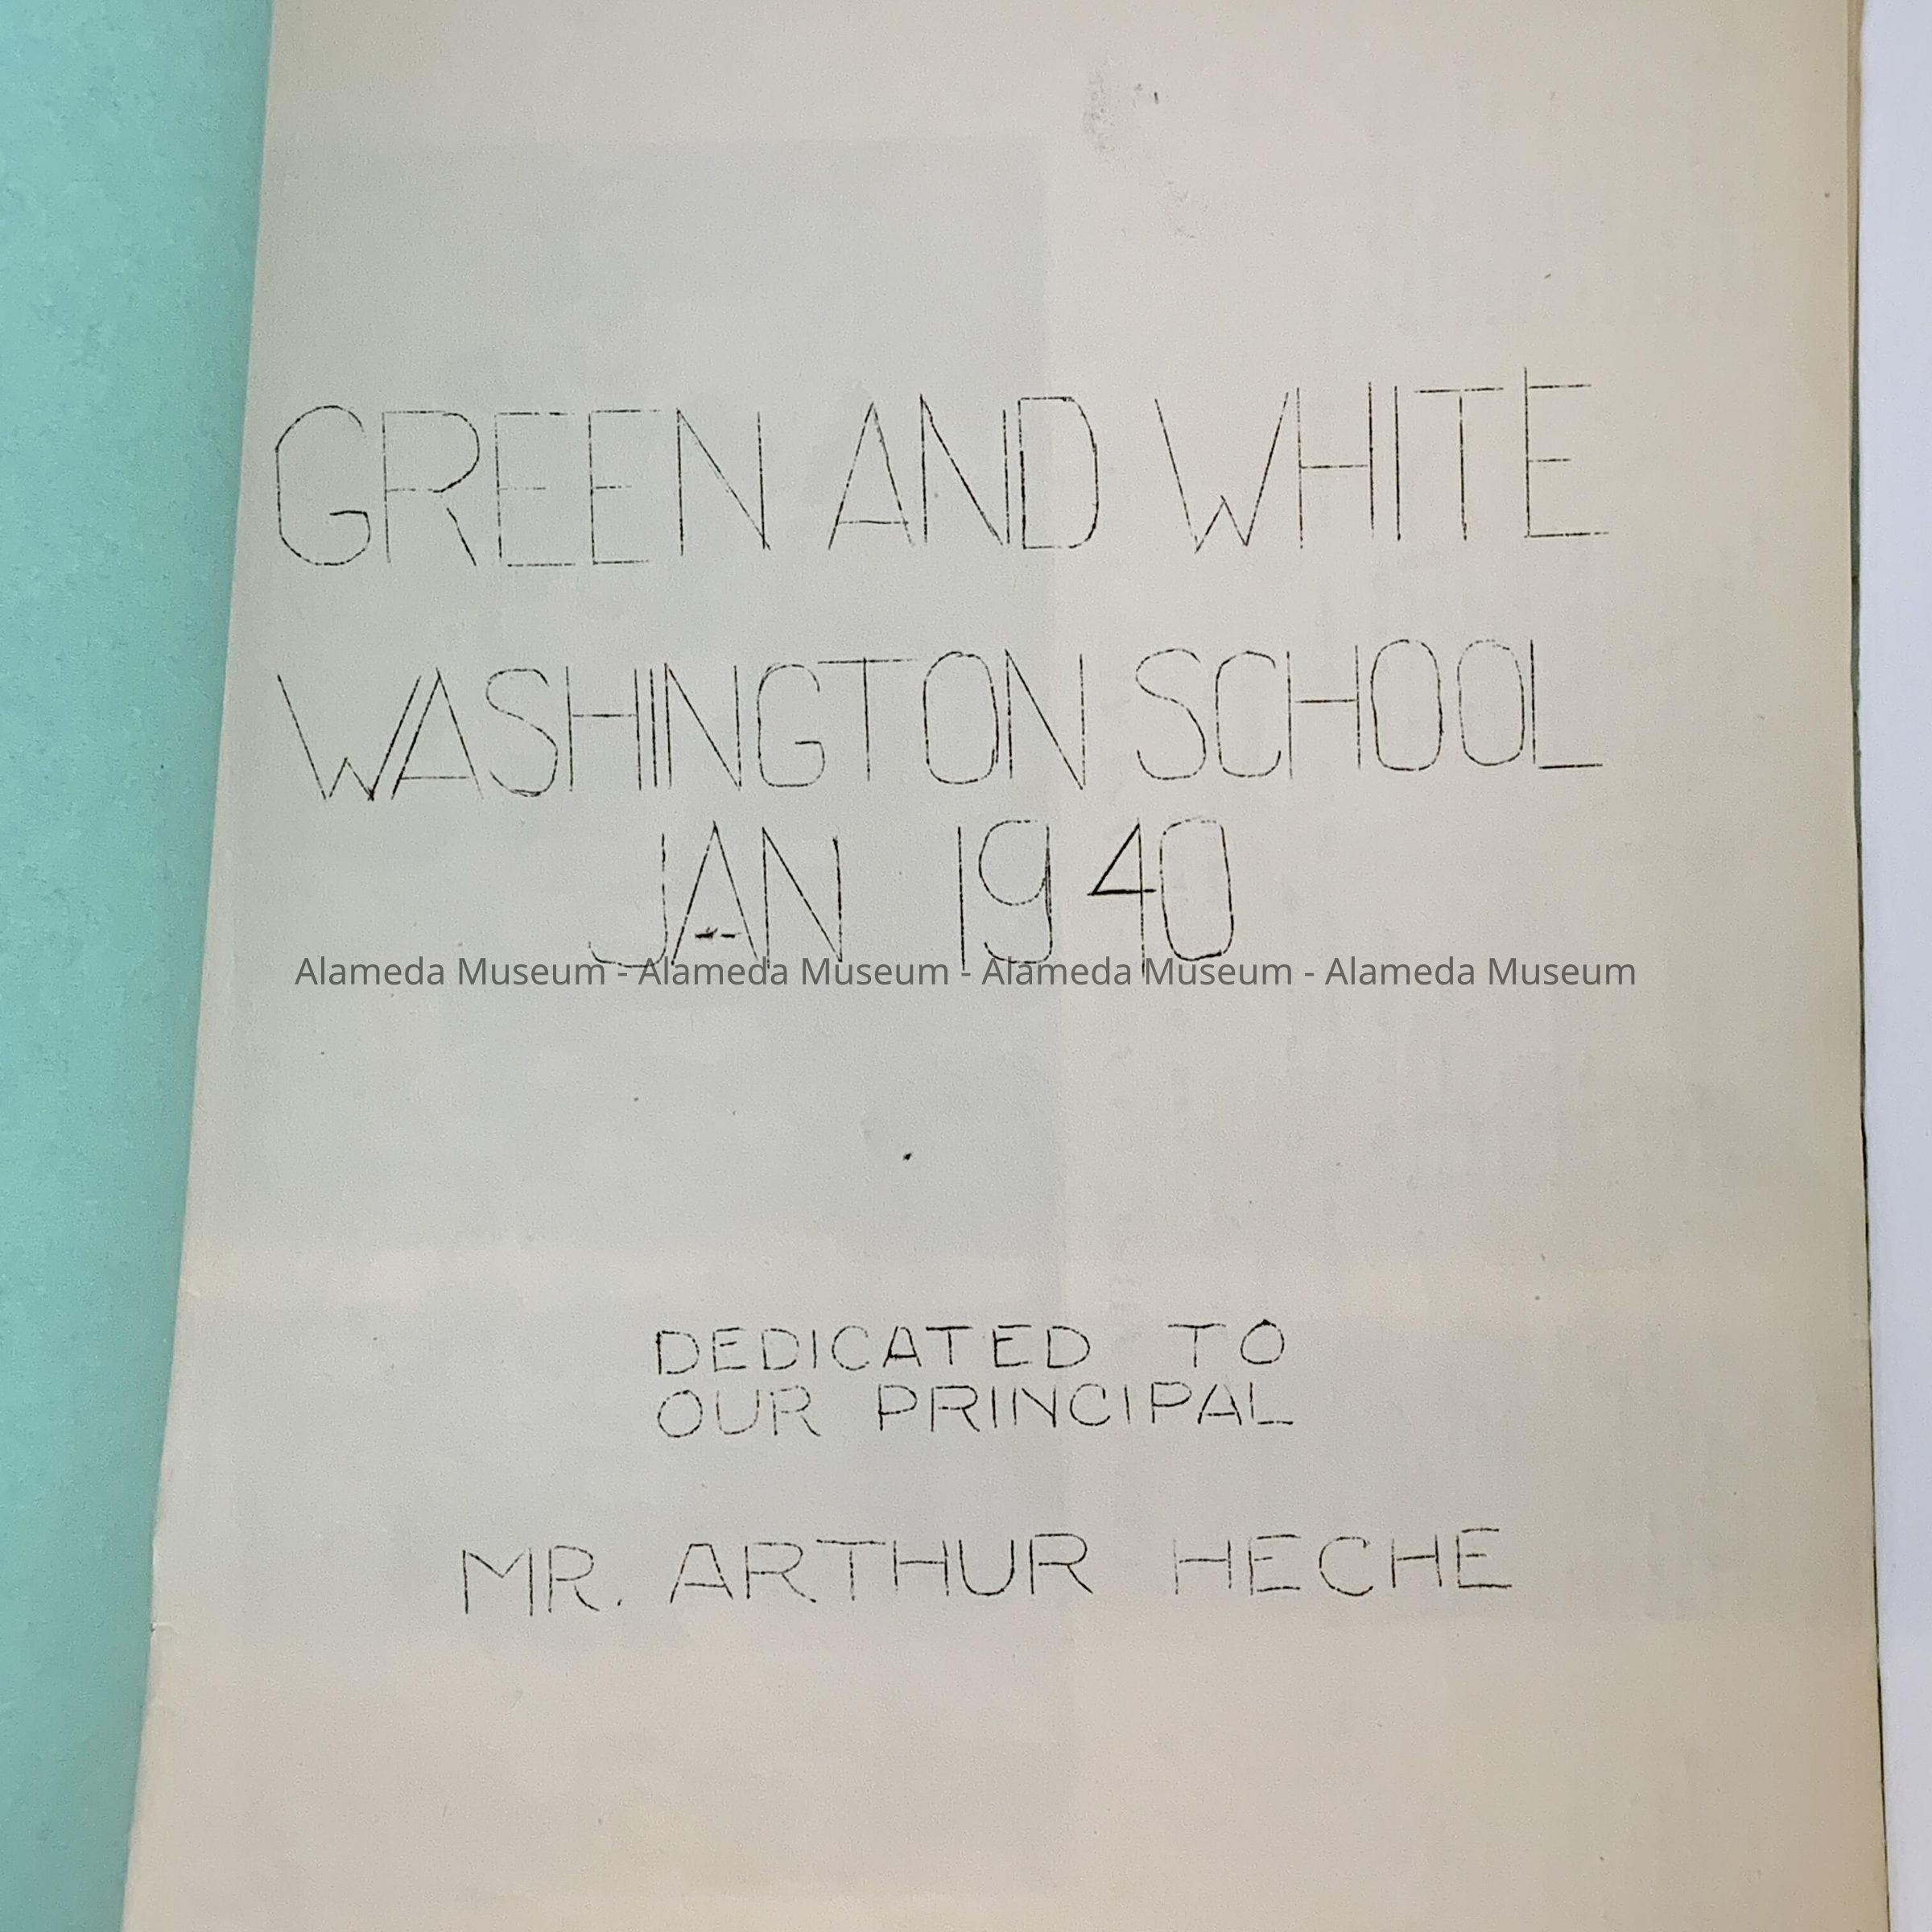 GREEN AND WHITE
WASHINGTON SCHOOL
JAN 1940
Alameda Museum - Alameda Museum - Alameda Museum - Alameda Museum
DEDICATED TO
OUR PRINCIPAL
MR. ARTHUR HECHE